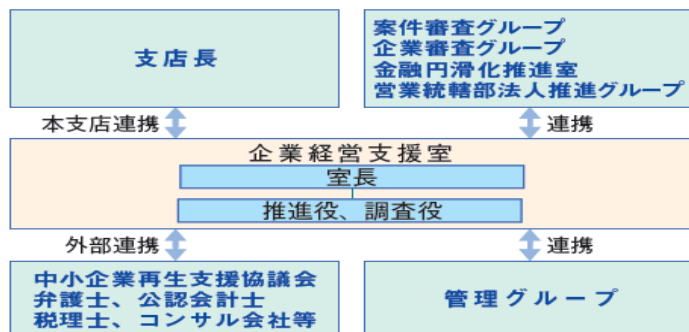 支店長
案件審査グループ
企業審査グループ
金融円滑化推進室
営業統轄部法人推進グループ
本支店連携
連携
企業経営支援室
室長
推進役、調査役
外部連携
連携
中小企業再生支援協議会
弁護士、公認会計士
税理士、コンサル会社等
管理グループ